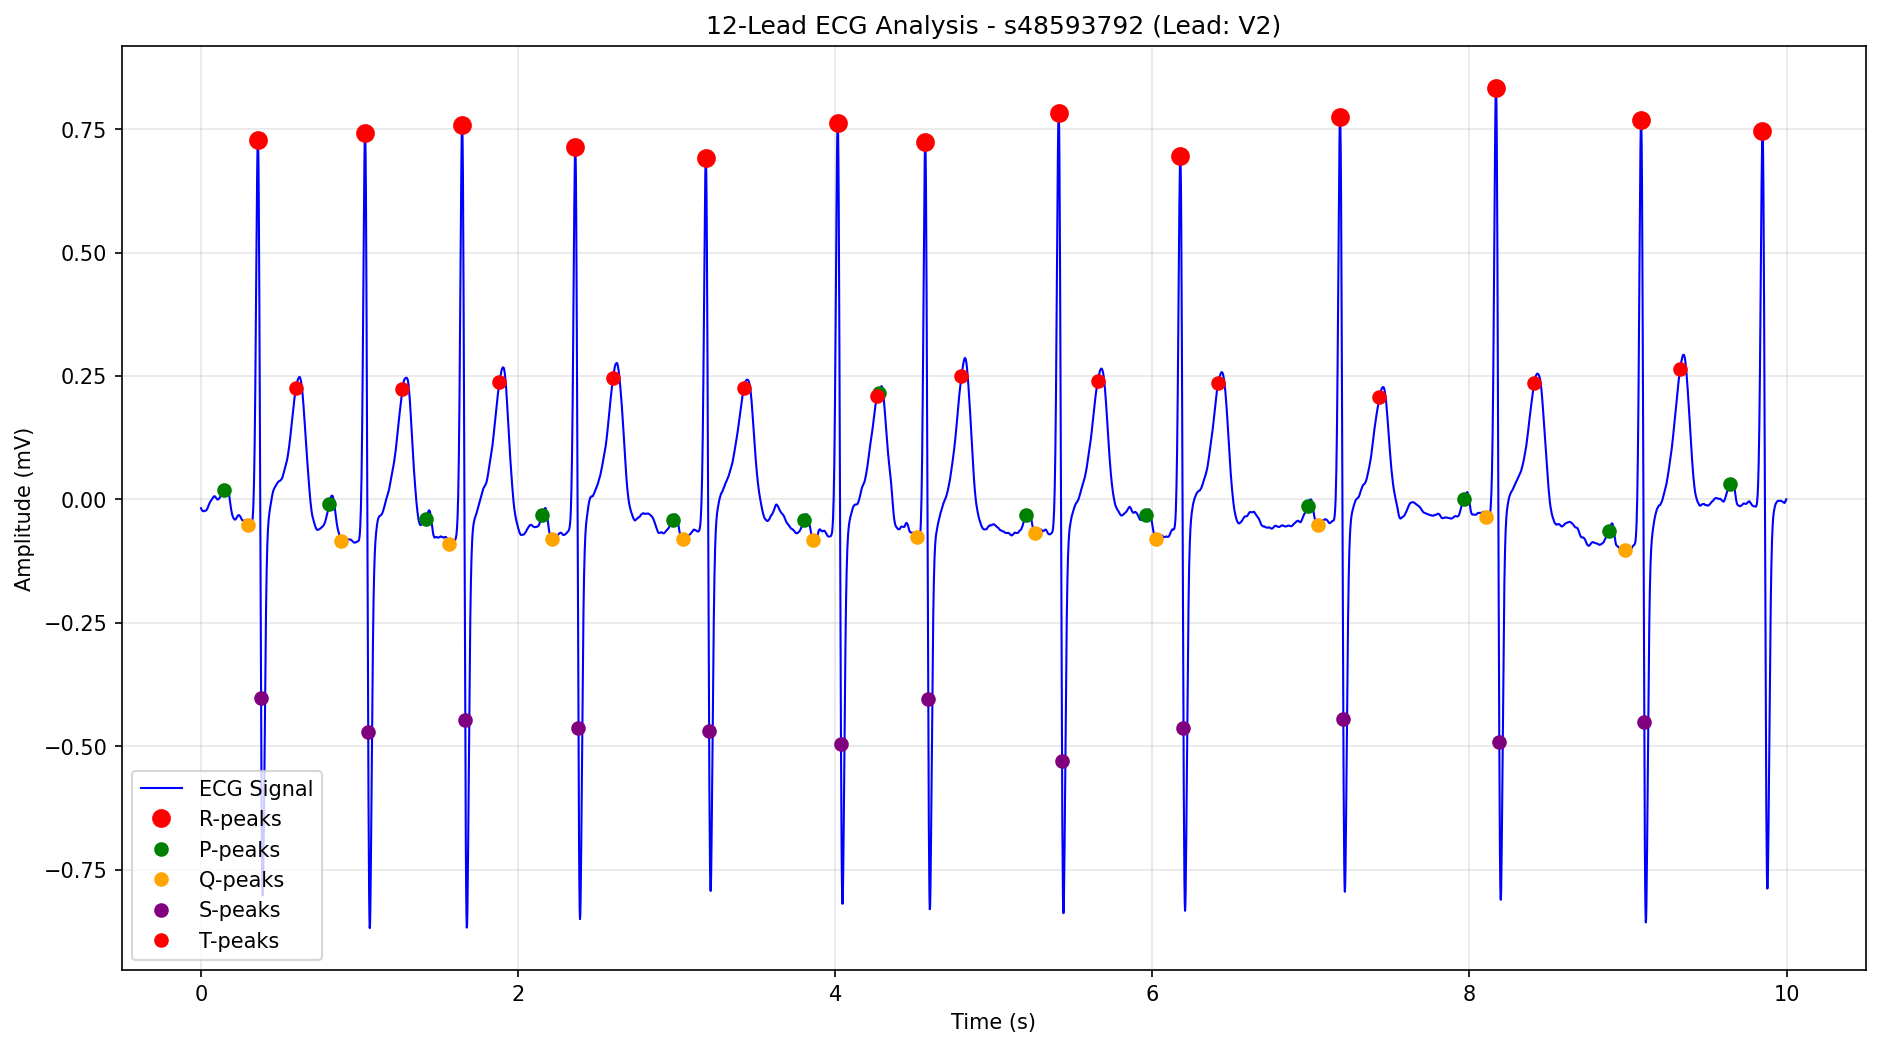 12-Lead ECG Analysis - s48593792 (Lead: V2)
Amplitude (mV)
0.75
0.50
0.25
0.00
−0.25
−0.50
−0.75
ECG Signal
R-peaks
P-peaks
Q-peaks
S-peaks
T-peaks
0 2 4 6 8 10
Time (s)